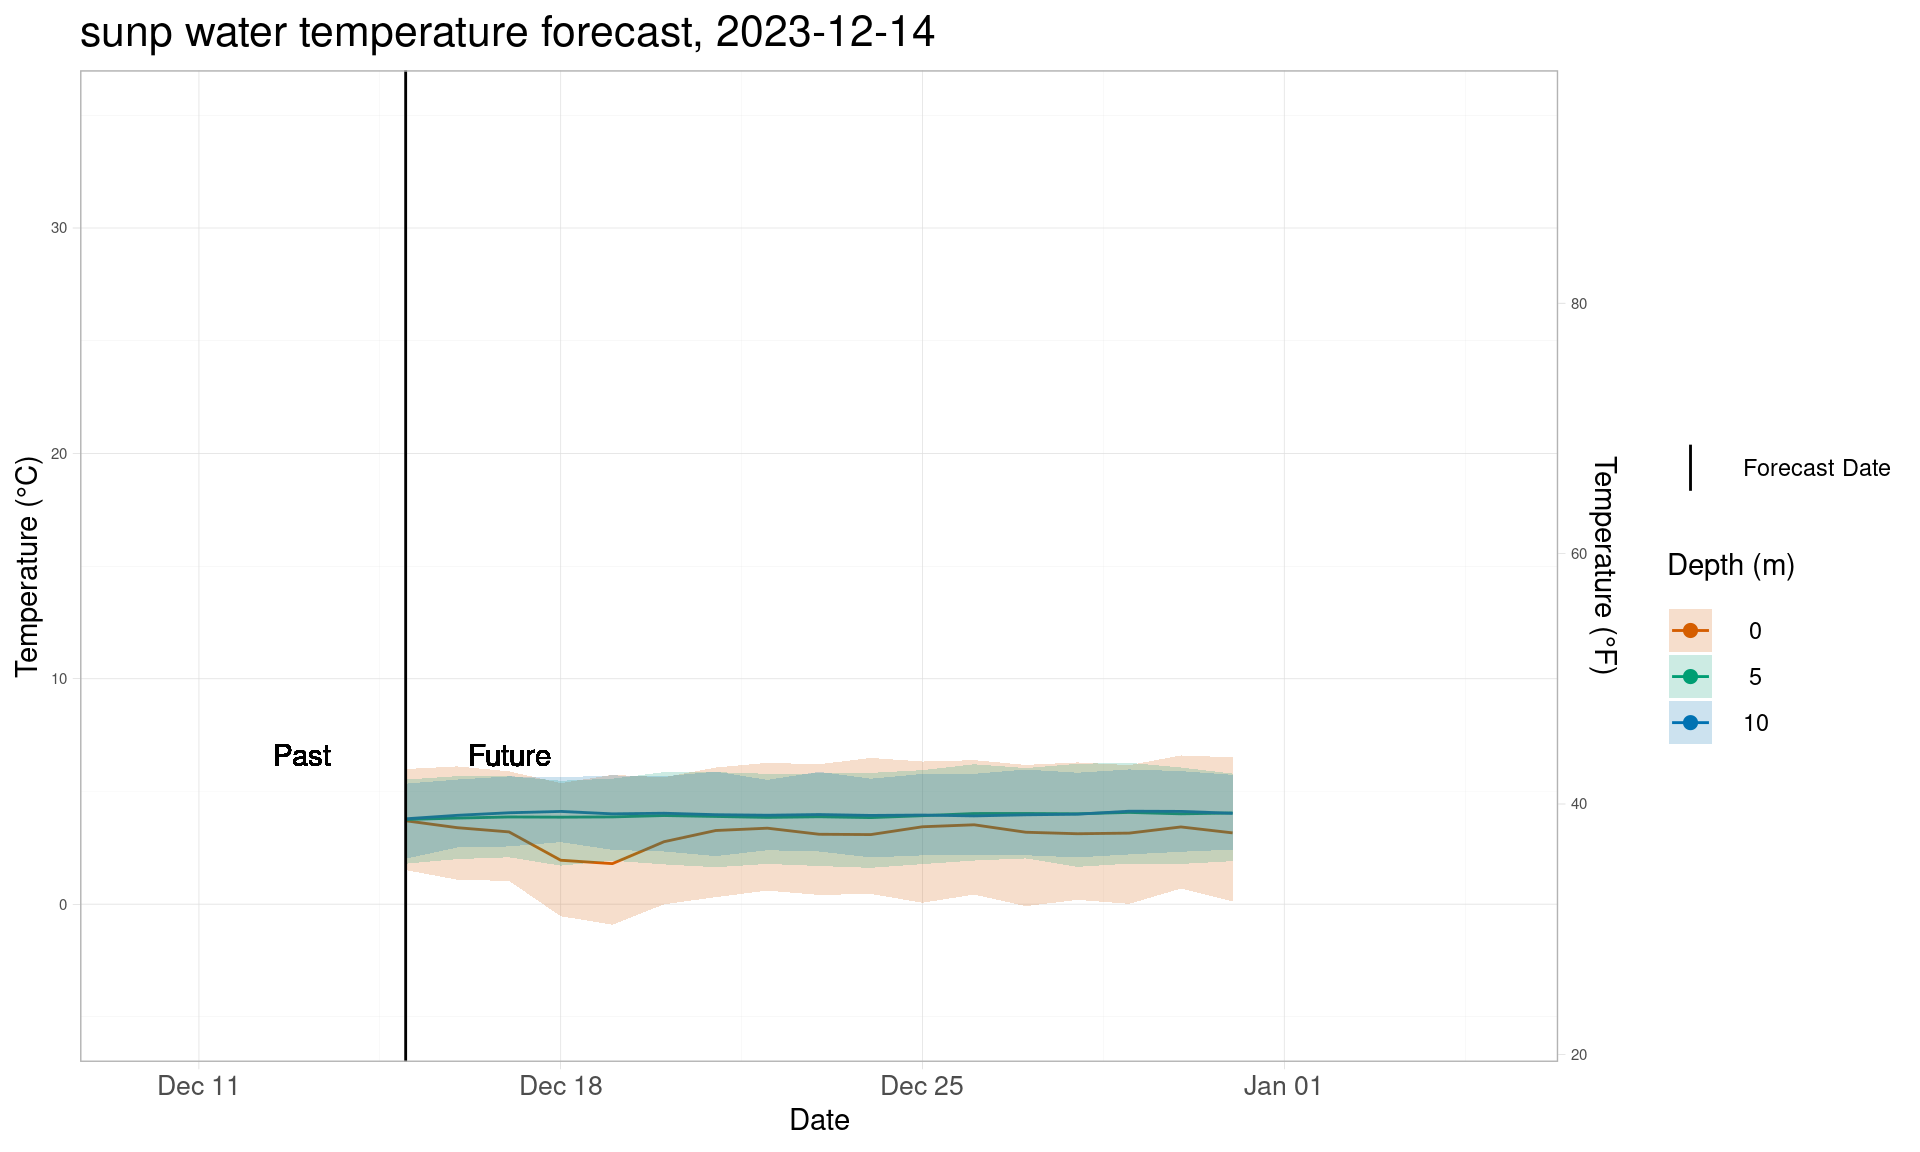 sunp water temperature forecast, 2023-12-14
Temperature (°C)
30
20
10
0
Past
Future
80
60
40
20
Temperature (°F)
Dec 11
Dec 18
Dec 25
Jan 01
Date
Forecast Date
Depth (m)
0
5
10